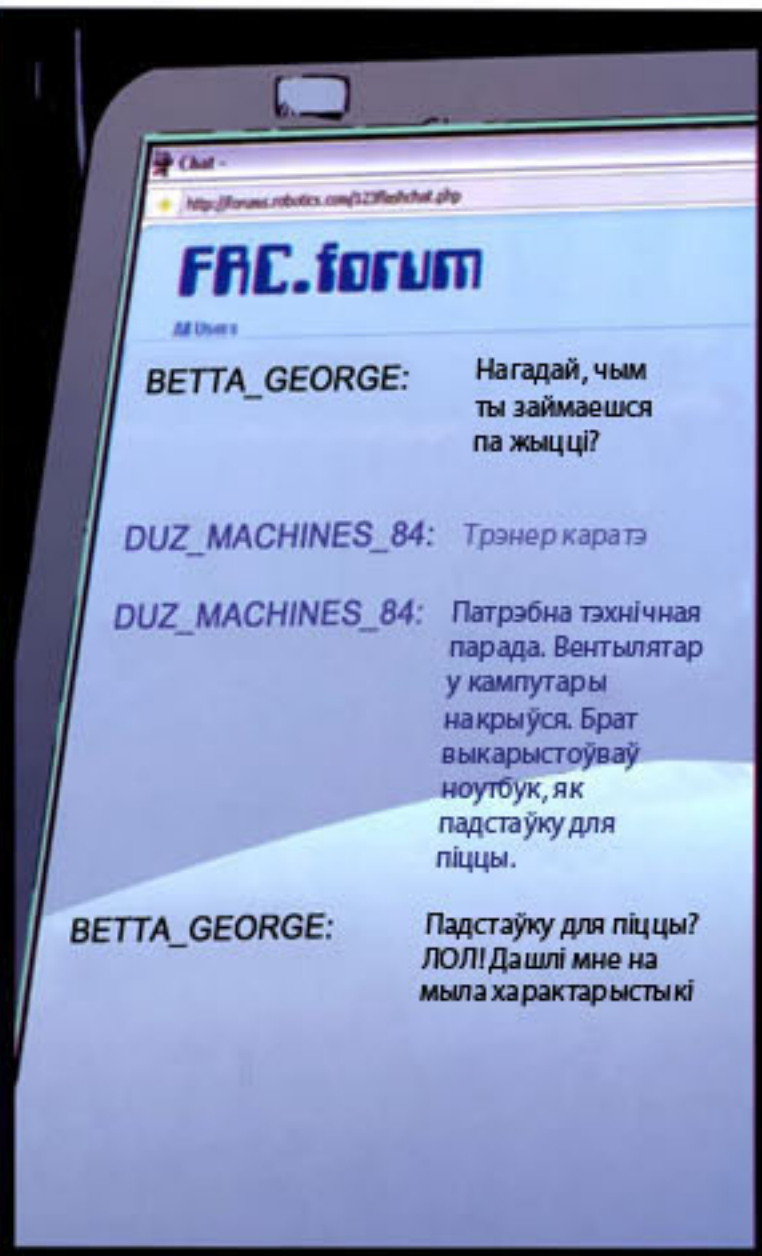 Chat -
http://forums.robotics.com/123flashchat.php
FAC.forum
All Users
BETTA_GEORGE: Нагадай, чым
ты займаешся
па жыцці?
DUZ_MACHINES_84: Трэнер каратэ
DUZ_MACHINES_84: Патрэбна тэхнічная
парада. Вентылятар
у кампутары
накрыўся. Брат
выкарыстоўваў
ноутбук, як
падстаўку для
піццы.
BETTA_GEORGE: Падстаўку для піццы?
ЛОЛ! Дашлі мне на
мыла характарыстыкі